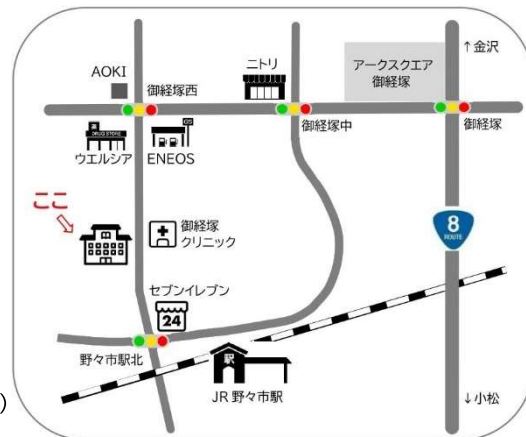 ↑金沢
ニトリ
アークスクエア
御経塚
AOKI
御経塚西
御経塚中
御経塚
DRUG STORE
GS
ウエルシア
ENEOS
ここ
8
ROUTE
御経塚
クリニック
セブンイレブン
24
野々市駅北
駅
JR 野々市駅
↓小松
)